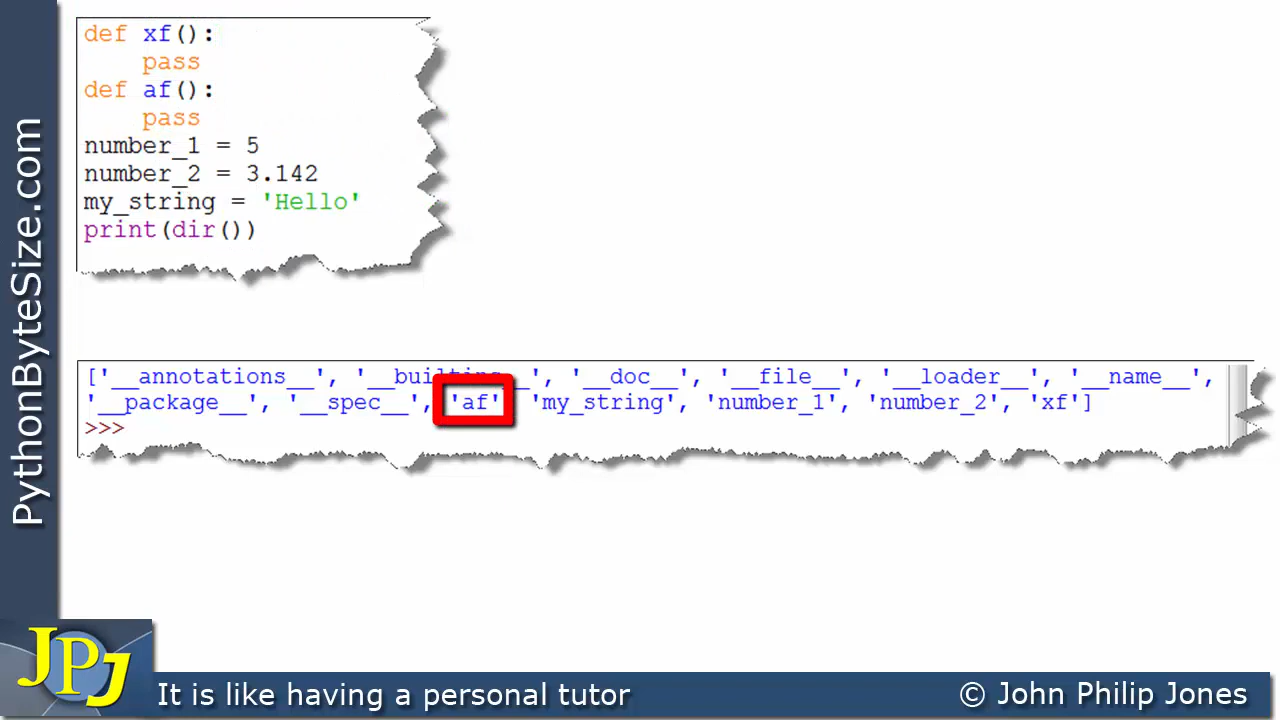 def xf():
    pass
def af():
    pass
number_1 = 5
number_2 = 3.142
my_string = 'Hello'
print(dir())
['__annotations__', '__builtins__', '__doc__', '__file__', '__loader__', '__name__',
'__package__', '__spec__', 'af' 'my_string', 'number_1', 'number_2', 'xf']
>>>
PythonByteSize.com
JPJ
It is like having a personal tutor
© John Philip Jones